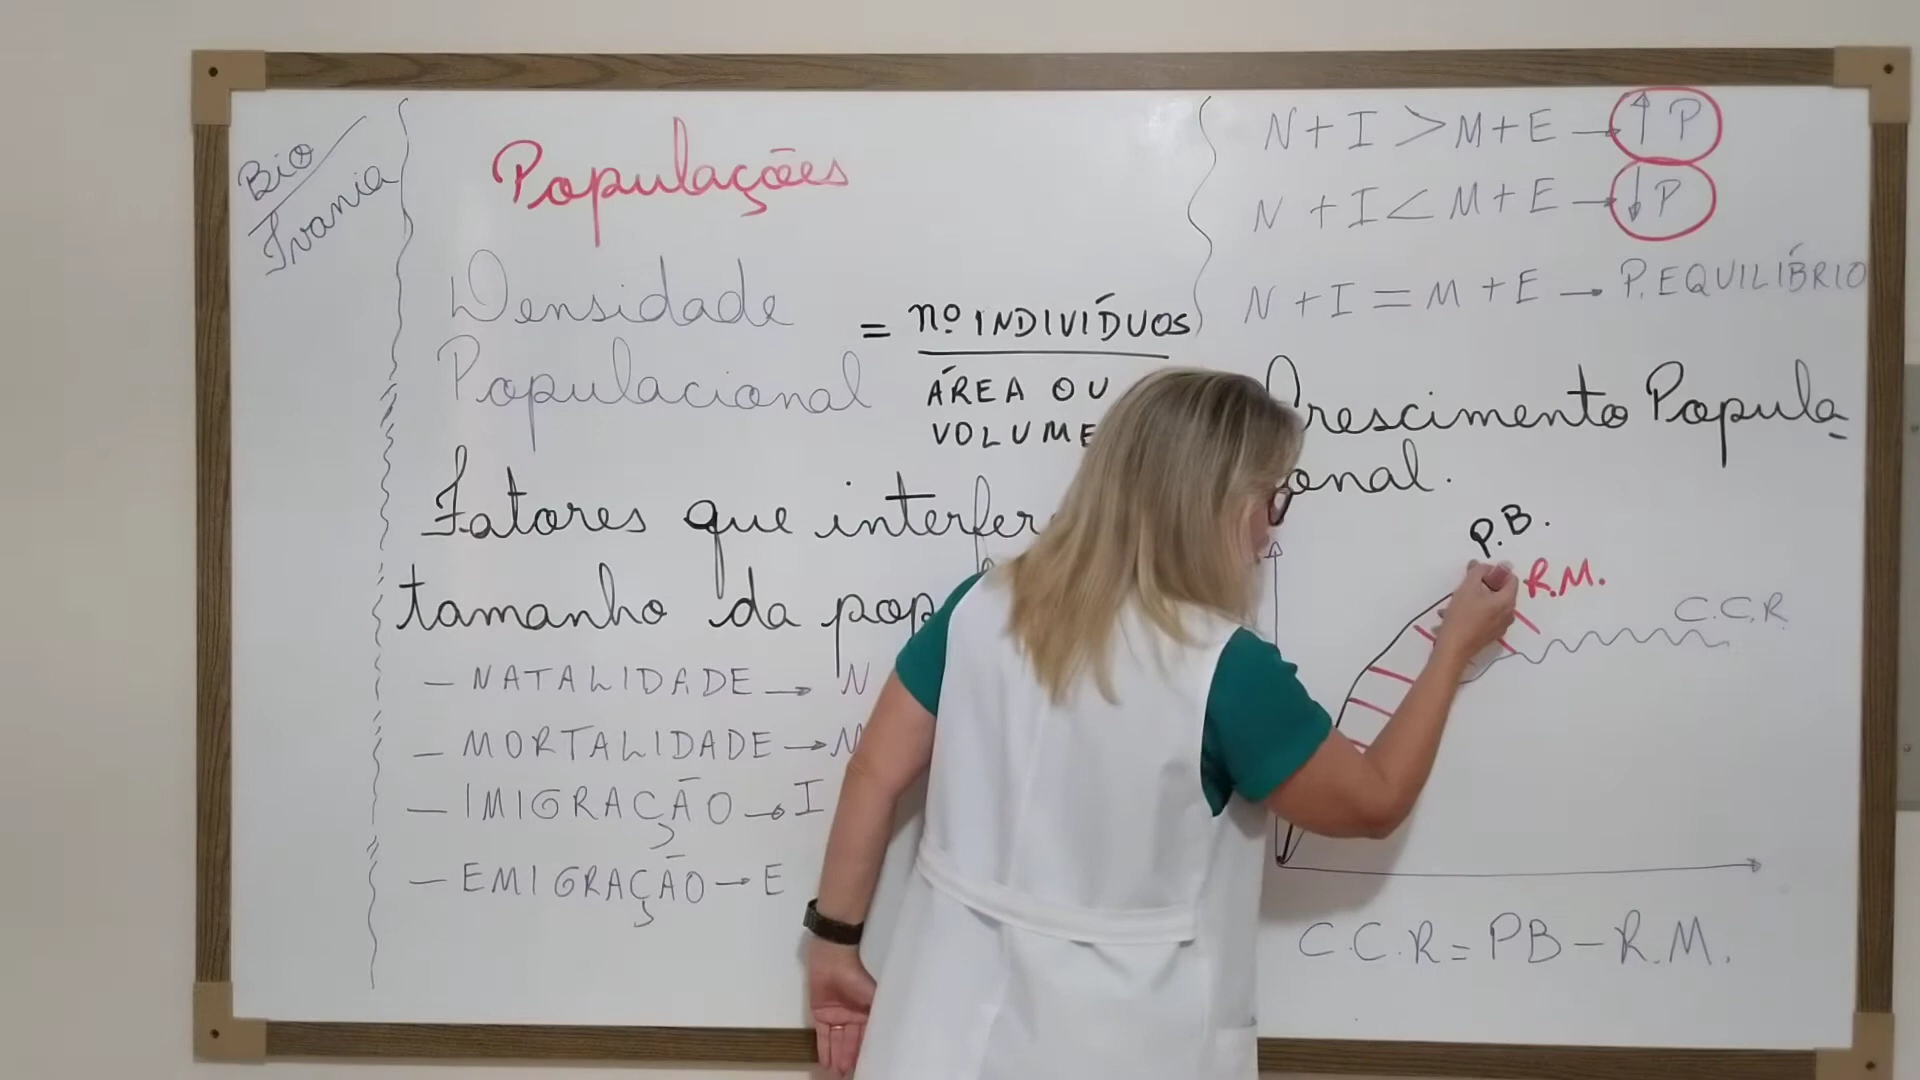 Bio
Ivania
Populações
Densidade
Populacional
= nº INDIVÍDUOS
ÁREA OU
VOLUME
Fatores que interfer
tamanho da pop
– NATALIDADE → N
– MORTALIDADE → M
– IMIGRAÇÃO → I
– EMIGRAÇÃO → E
N + I > M + E → ↑ P
N + I < M + E → ↓ P
N + I = M + E → P. EQUILÍBRIO
Crescimento Popula
onal.
P.B.
R.M.
C.C.R
C.C.R = PB – R.M.